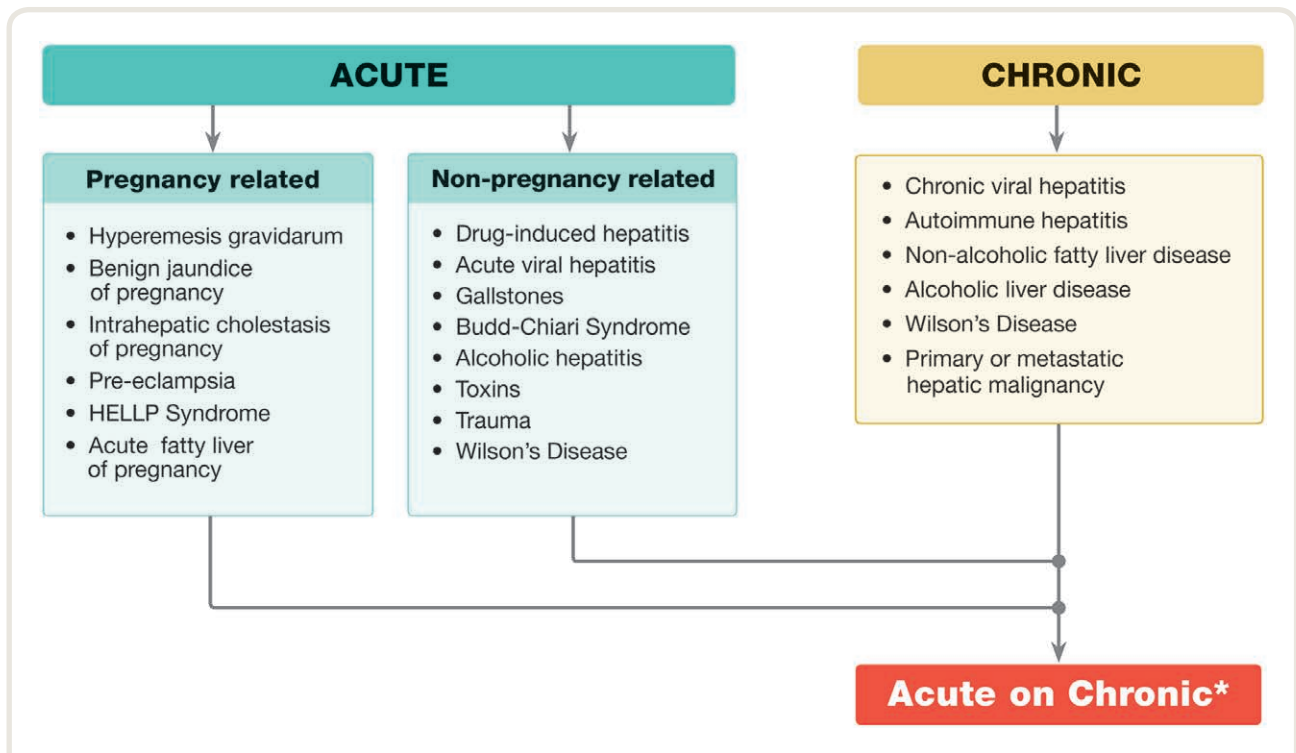 ACUTE
CHRONIC
Pregnancy related
• Hyperemesis gravidarum
• Benign jaundice
of pregnancy
• Intrahepatic cholestasis
of pregnancy
• Pre-eclampsia
• HELLP Syndrome
• Acute fatty liver
of pregnancy
Non-pregnancy related
• Drug-induced hepatitis
• Acute viral hepatitis
• Gallstones
• Budd-Chiari Syndrome
• Alcoholic hepatitis
• Toxins
• Trauma
• Wilson's Disease
• Chronic viral hepatitis
• Autoimmune hepatitis
• Non-alcoholic fatty liver disease
• Alcoholic liver disease
• Wilson's Disease
• Primary or metastatic
hepatic malignancy
Acute on Chronic*